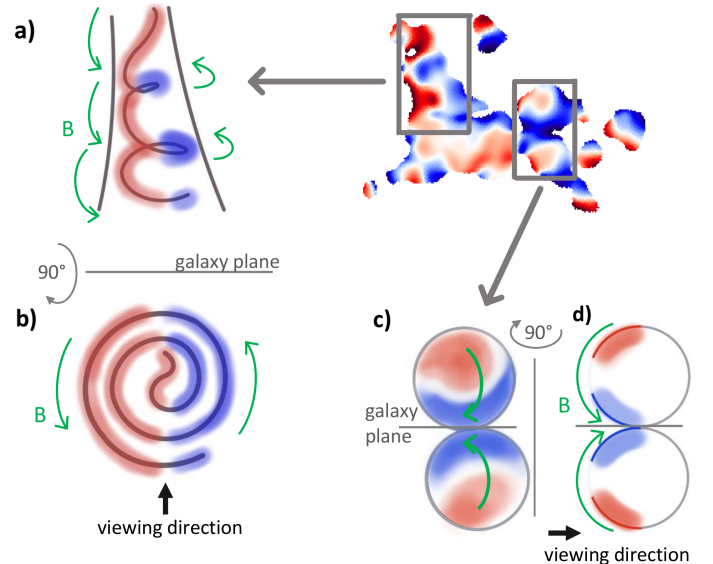 a)
B
90°
galaxy plane
b)
B
viewing direction
c)
90°
d)
galaxy
plane
B
viewing direction